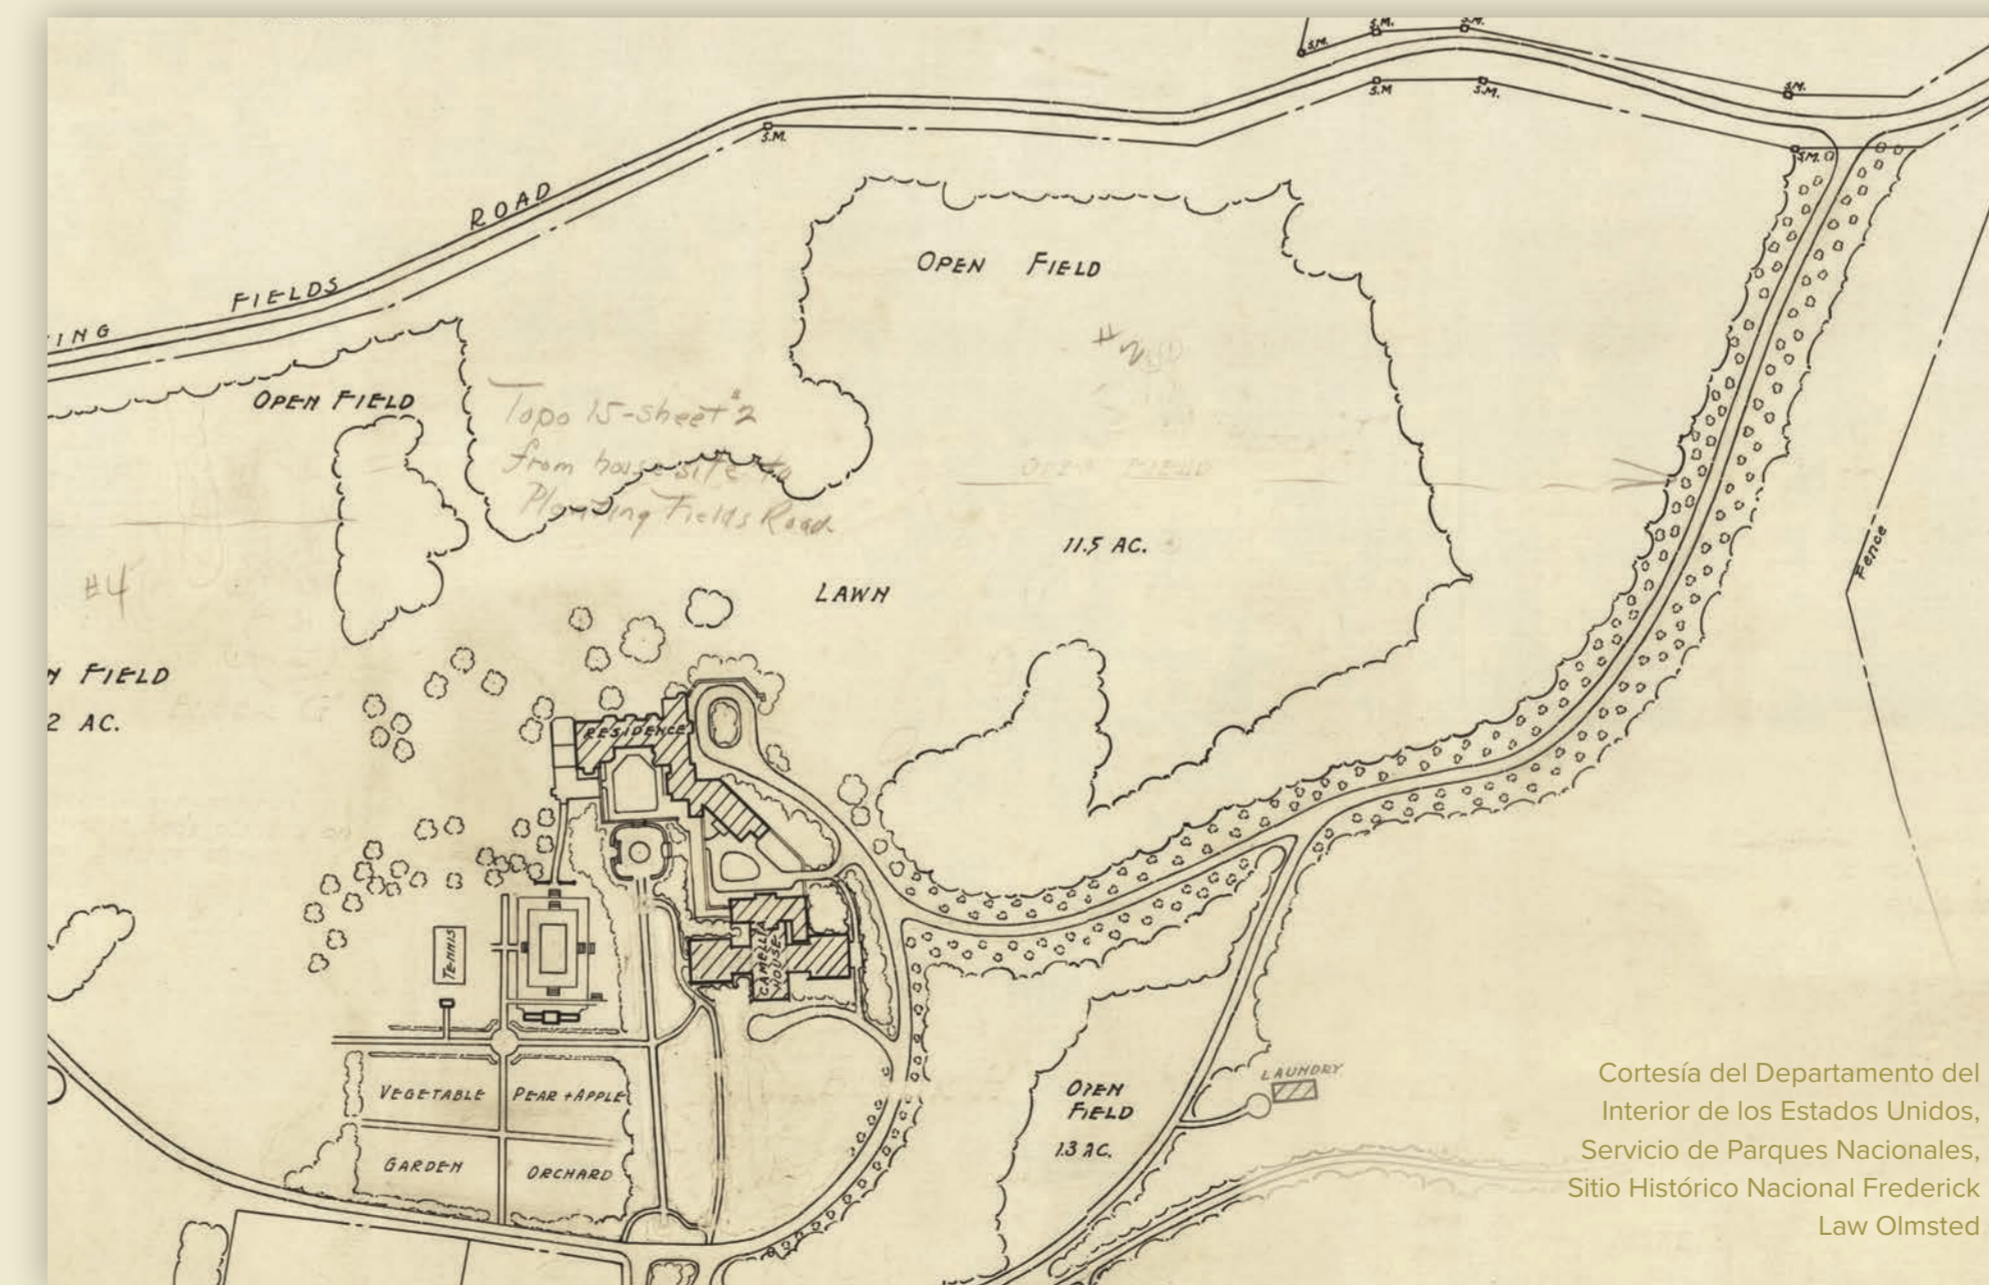 S.M.
S.M.
S.M.
S.M.
S.M.
S.M.
S.M.
S.M.
ING FIELDS ROAD
OPEN FIELD
OPEN FIELD
Topo 15-sheet #2
from house site to
Planting Fields Road.
#2
OPEN FIELD
11.5 AC.
LAWN
#4
N FIELD
2 AC.
Fence
RESIDENCE
TENNIS
CAMELLIA
HOUSE
VEGETABLE
PEAR + APPLE
GARDEN
ORCHARD
OPEN
FIELD
1.3 AC.
LAUNDRY
Cortesía del Departamento del
Interior de los Estados Unidos,
Servicio de Parques Nacionales,
Sitio Histórico Nacional Frederick
Law Olmsted